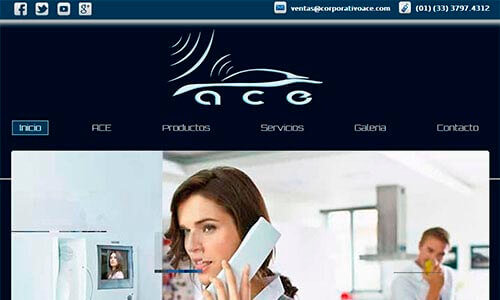 ventas@corporativoace.com (01) (33) 3797.4312
ace
Inicio ACE Productos Servicios Galeria Contacto